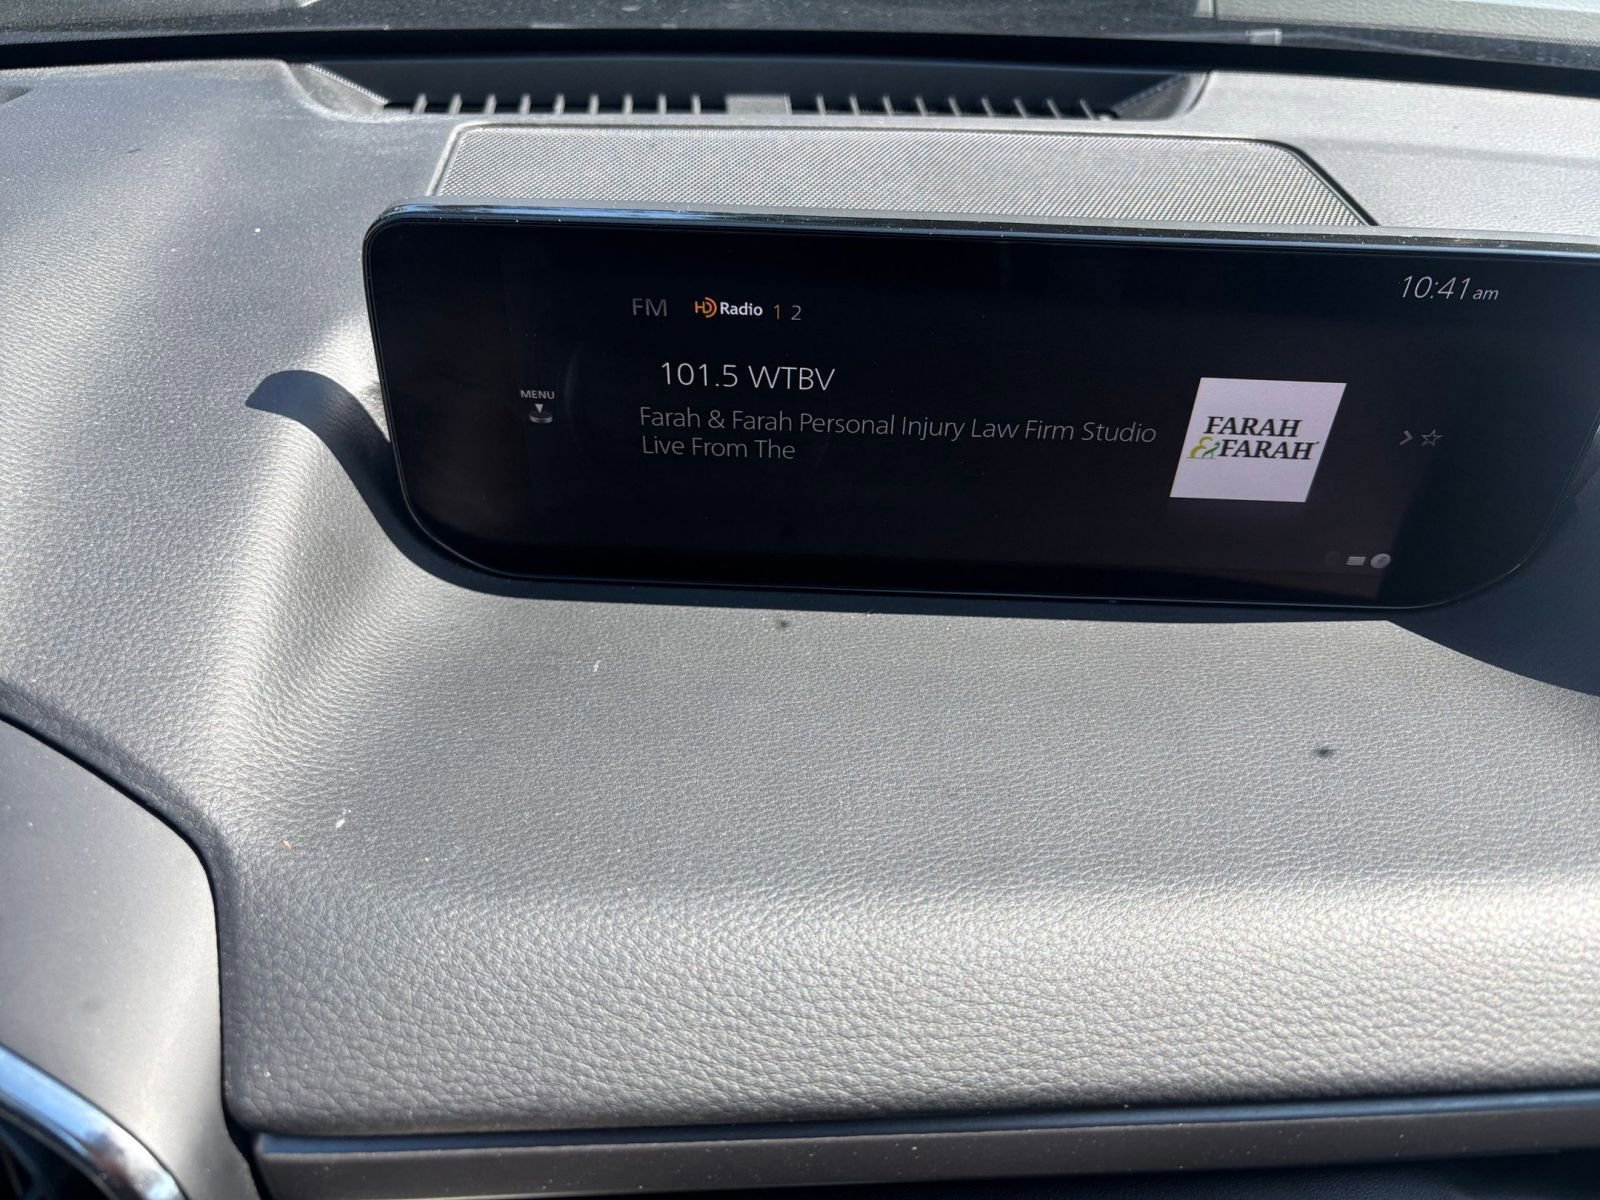 10:41 am
FM HD Radio 1 2
101.5 WTBV
MENU
Farah & Farah Personal Injury Law Firm Studio
Live From The
FARAH
& FARAH